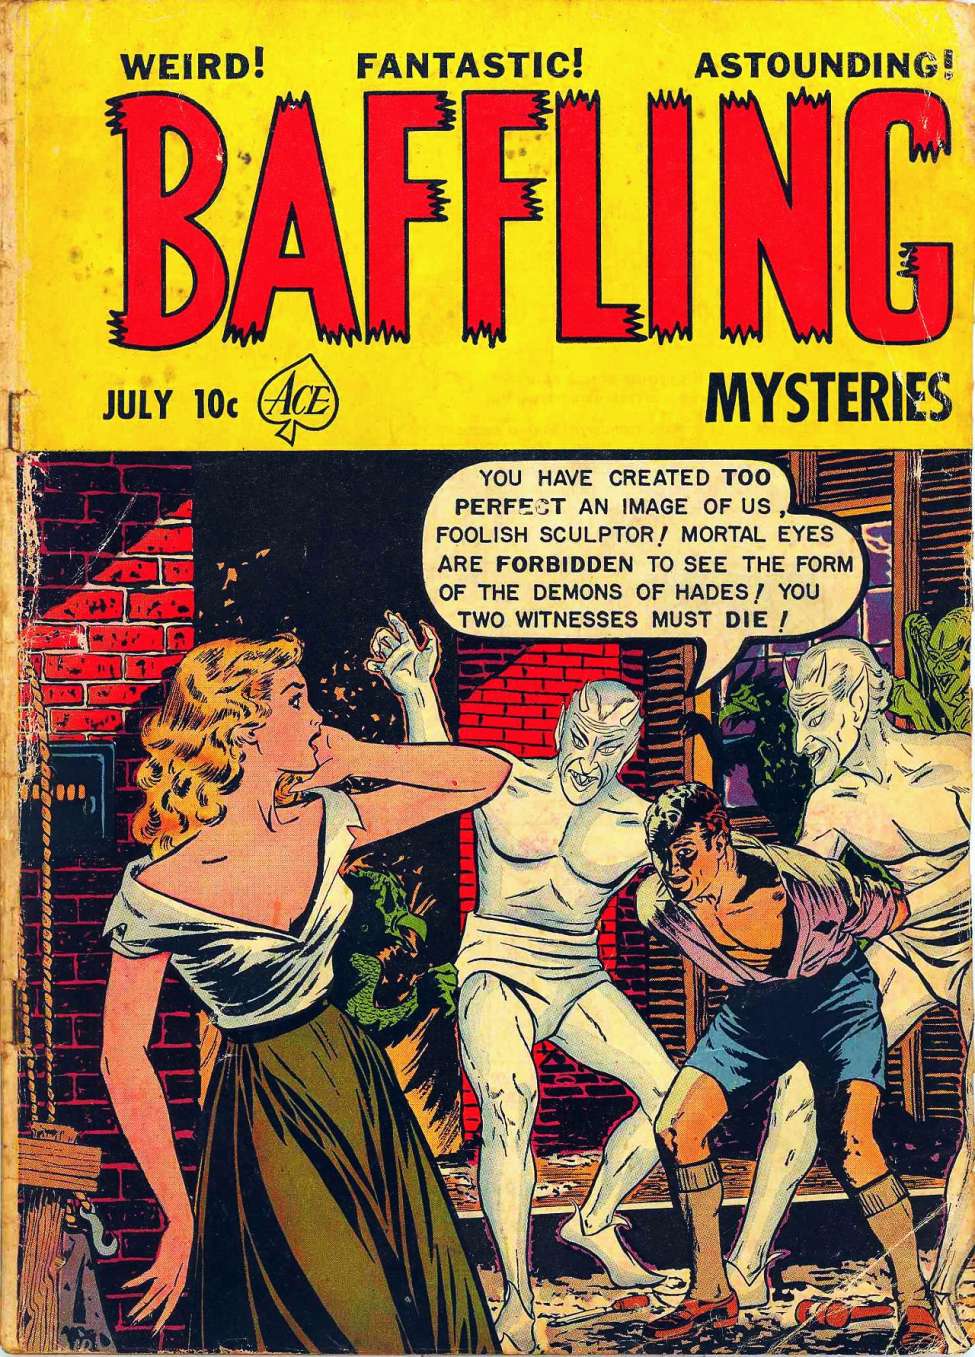 WEIRD! FANTASTIC! ASTOUNDING!
BAFFLING
MYSTERIES
JULY 10c ACE
YOU HAVE CREATED TOO
PERFECT AN IMAGE OF US,
FOOLISH SCULPTOR! MORTAL EYES
ARE FORBIDDEN TO SEE THE FORM
OF THE DEMONS OF HADES! YOU
TWO WITNESSES MUST DIE!